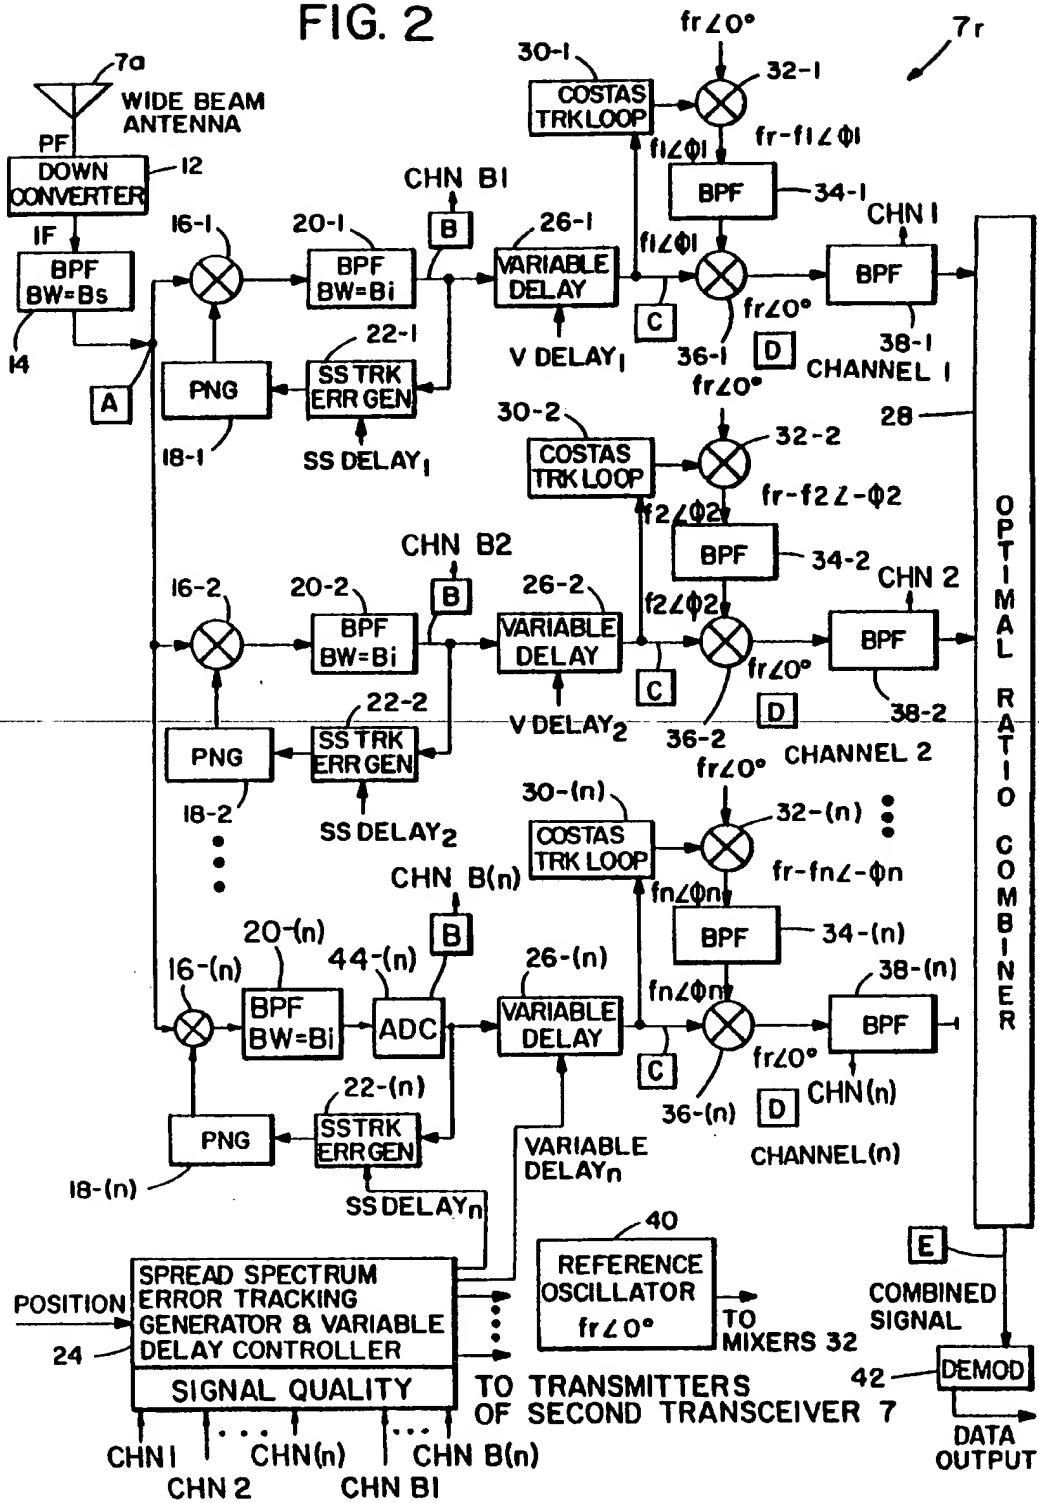 FIG. 2
7r
7a
WIDE BEAM
ANTENNA
PF
DOWN
CONVERTER
12
IF
BPF
BW=Bs
14
A
16-1
20-1
BPF
BW=Bi
CHN B1
B
22-1
SS TRK
ERR GEN
PNG
18-1
SS DELAY1
26-1
VARIABLE
DELAY
V DELAY1
30-1
COSTAS
TRK LOOP
fr∠0°
32-1
f1∠Φ1
fr-f1∠Φ1
BPF
34-1
f1∠Φ1
C
36-1
fr∠0°
D
CHN 1
BPF
38-1
CHANNEL 1
28
OPTIMAL RATIO COMBINER
16-2
20-2
BPF
BW=Bi
CHN B2
B
22-2
SS TRK
ERR GEN
PNG
18-2
SS DELAY2
26-2
VARIABLE
DELAY
V DELAY2
30-2
COSTAS
TRK LOOP
fr∠0°
32-2
f2∠Φ2
fr-f2∠-Φ2
BPF
34-2
f2∠Φ2
C
36-2
fr∠0°
D
CHN 2
BPF
38-2
CHANNEL 2
16-(n)
20-(n)
BPF
BW=Bi
44-(n)
ADC
CHN B(n)
B
22-(n)
SS TRK
ERR GEN
PNG
18-(n)
SS DELAYn
26-(n)
VARIABLE
DELAY
VARIABLE
DELAYn
30-(n)
COSTAS
TRK LOOP
fr∠0°
32-(n)
fn∠Φn
fr-fn∠-Φn
BPF
34-(n)
fn∠Φn
C
36-(n)
fr∠0°
D
38-(n)
BPF
CHN(n)
CHANNEL(n)
POSITION
24
SPREAD SPECTRUM
ERROR TRACKING
GENERATOR & VARIABLE
DELAY CONTROLLER
SIGNAL QUALITY
CHN 1
CHN 2
CHN(n)
CHN B1
CHN B(n)
TO TRANSMITTERS
OF SECOND TRANSCEIVER 7
40
REFERENCE
OSCILLATOR
fr∠0°
TO
MIXERS 32
E
COMBINED
SIGNAL
42
DEMOD
DATA
OUTPUT